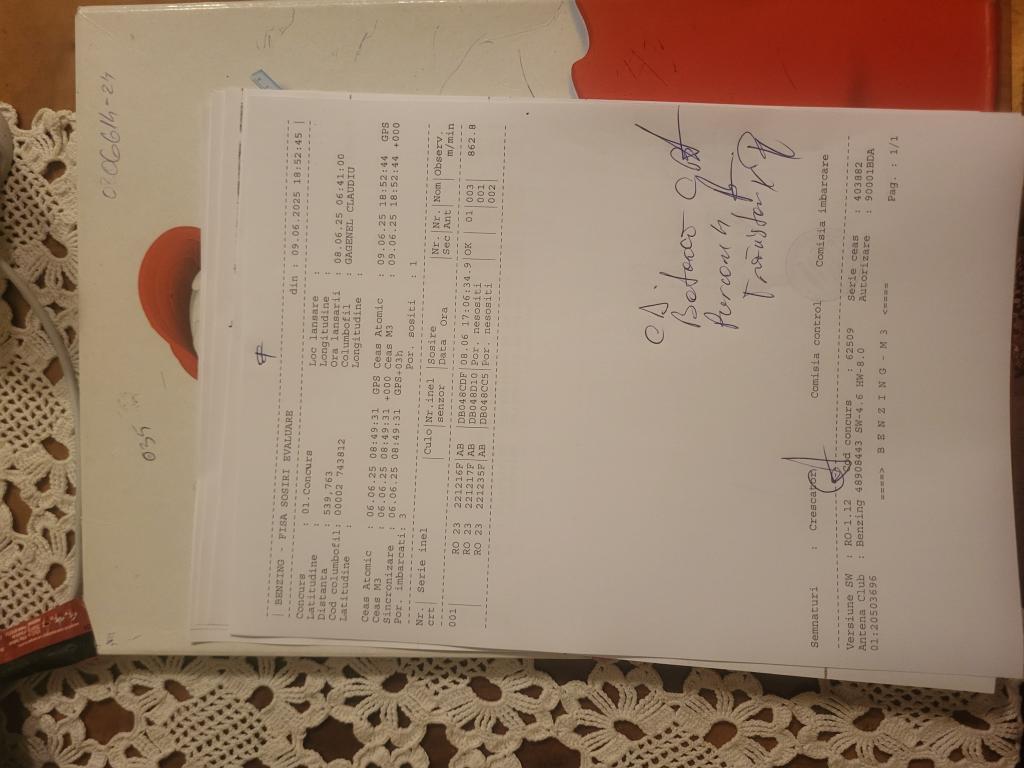 | BENZING - FISA SOSIRI EVALUARE din : 09.06.2025 18:52:45 |
Concurs : 01.Concurs Loc lansare :
Latitudine : Longitudine :
Distanta : 539,763 Ora lansarii : 08.06.25 06:41:00
Cod columbofil: 00002 743812 Columbofil : GAGENEL CLAUDIU
Latitudine : Longitudine :
Ceas Atomic : 06.06.25 08:49:31 GPS Ceas Atomic : 09.06.25 18:52:44 GPS
Ceas M3 : 06.06.25 08:49:31 +000 Ceas M3 : 09.06.25 18:52:44 +000
Sincronizare : 06.06.25 08:49:31 GPS+03h
Por. imbarcati: 3 Por. sositi : 1
Nr. | Serie inel |Culo|Nr.inel |Sosire |Nr.|Nr.|Nom|Observ.
crt | | |senzor |Data Ora |Sec|Ant| | m/min
001 | RO 23 221216F|AB |DB048CDF|08.06 17:06:34.9|OK | 01|003| 862.8
RO 23 221217F|AB |DB048D10|Por. nesositi |001
RO 23 221235F|AB |DB048CC5|Por. nesositi |002
Semnaturi : Crescator Comisia control Comisia imbarcare
Versiune SW : RO-1.12 Cod concurs : 62509 Serie ceas : 403882
Antena Club : Benzing 48908443 SW-4.6 HW-8.0 Autorizare : 90001BDA
01:20503696
====> B E N Z I N G - M 3 <==== Pag. : 1/1
035